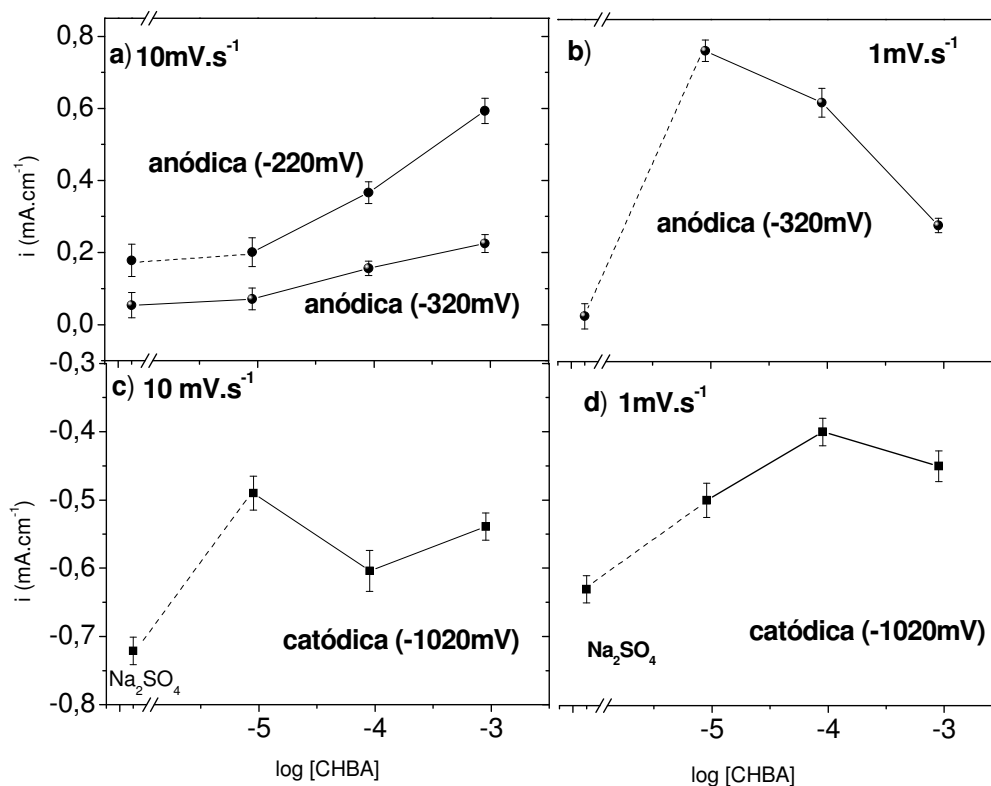 a) 10mV.s-1
b) 1mV.s-1
0,8
0,6
0,4
0,2
0,0
i (mA.cm-1)
anódica (-220mV)
anódica (-320mV)
anódica (-320mV)
c) 10 mV.s-1
d) 1mV.s-1
-0,3
-0,4
-0,5
-0,6
-0,7
-0,8
i (mA.cm-1)
catódica (-1020mV)
catódica (-1020mV)
Na2SO4
Na2SO4
-5 -4 -3
-5 -4 -3
log [CHBA]
log [CHBA]